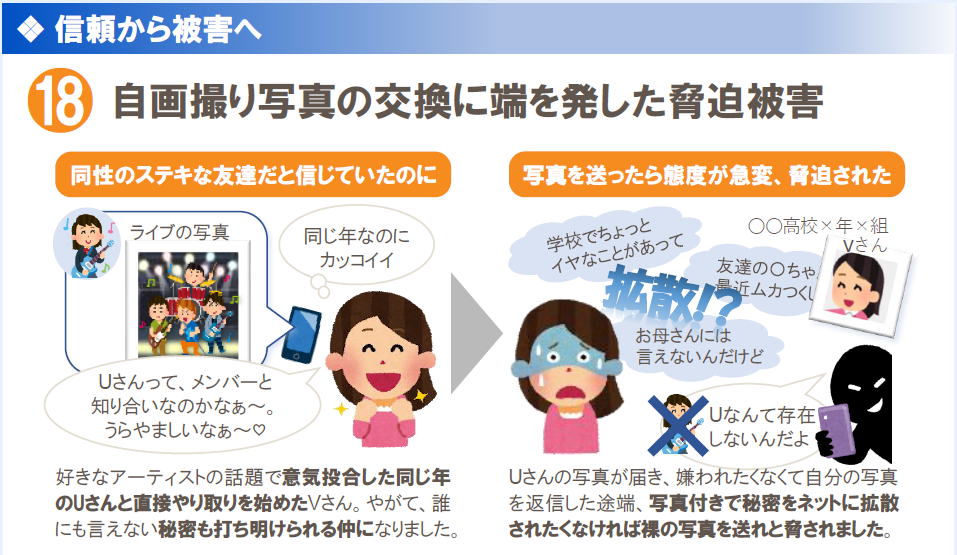 ❖ 信頼から被害へ
⑱ 自画撮り写真の交換に端を発した脅迫被害
同性のステキな友達だと信じていたのに
ライブの写真
同じ年なのに
カッコイイ
Uさんって、メンバーと
知り合いなのかなぁ～。
うらやましいなぁ～♡
好きなアーティストの話題で意気投合した同じ年
のUさんと直接やり取りを始めたVさん。やがて、誰
にも言えない秘密も打ち明けられる仲になりました。
写真を送ったら態度が急変、脅迫された
〇〇高校×年×組
Vさん
学校でちょっと
イヤなことがあって
友達の〇ちゃ
最近ムカつくし
拡散!?
お母さんには
言えないんだけど
Uなんて存在
しないんだよ
Uさんの写真が届き、嫌われたくなくて自分の写真
を返信した途端、写真付きで秘密をネットに拡散
されたくなければ裸の写真を送れと脅されました。